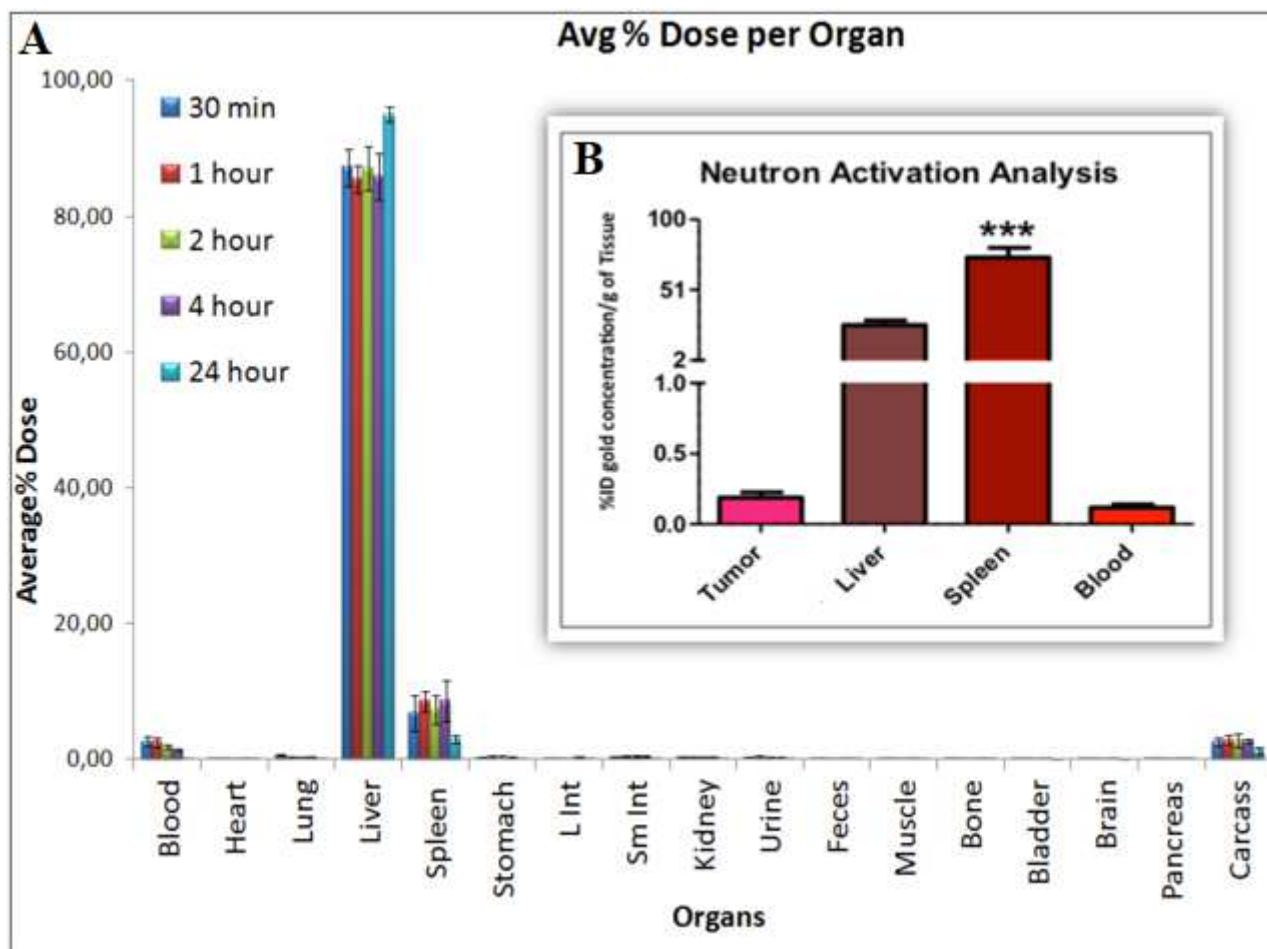 A
Avg % Dose per Organ
100,00
80,00
60,00
40,00
20,00
0,00
Average% Dose
30 min
1 hour
2 hour
4 hour
24 hour
B
Neutron Activation Analysis
%ID gold concentration/g of Tissue
100
51
2
1.0
0.5
0.0
***
Tumor
Liver
Spleen
Blood
Blood
Heart
Lung
Liver
Spleen
Stomach
L Int
Sm Int
Kidney
Urine
Feces
Muscle
Bone
Bladder
Brain
Pancreas
Carcass
Organs